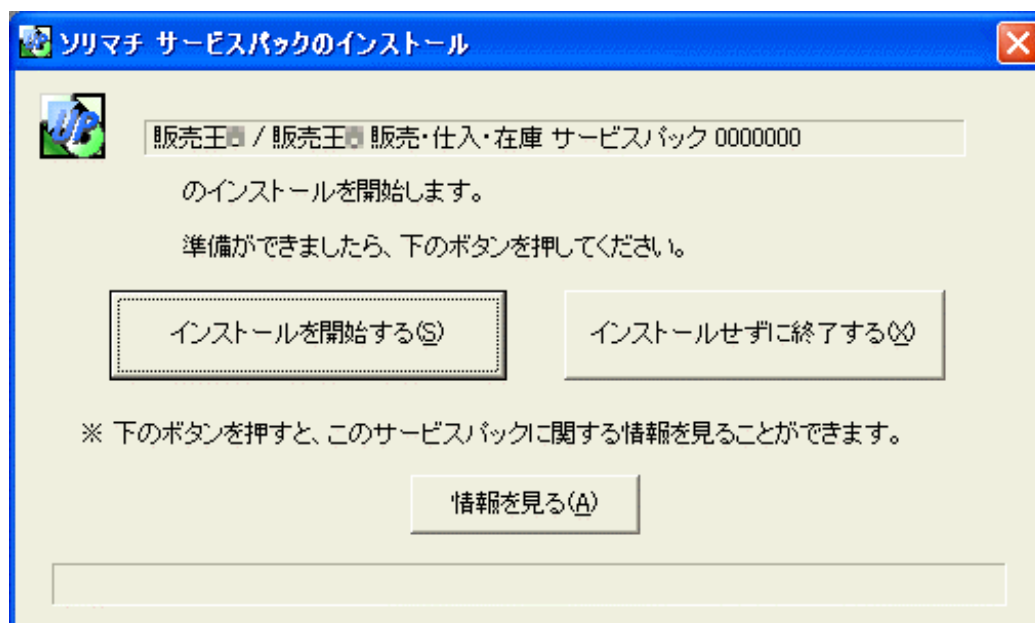 ソリマチ サービスパックのインストール
UP
販売王 / 販売王 販売・仕入・在庫 サービスパック 0000000
のインストールを開始します。
準備ができましたら、下のボタンを押してください。
インストールを開始する(S) インストールせずに終了する(X)
※ 下のボタンを押すと、このサービスパックに関する情報を見ることができます。
情報を見る(A)